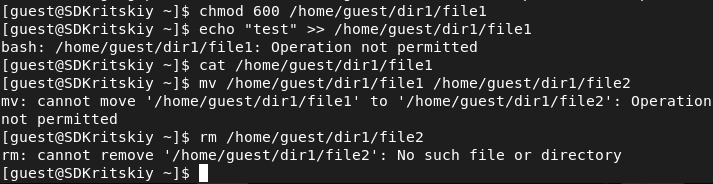 [guest@SDKritskiy ~]$ chmod 600 /home/guest/dir1/file1
[guest@SDKritskiy ~]$ echo "test" >> /home/guest/dir1/file1
bash: /home/guest/dir1/file1: Operation not permitted
[guest@SDKritskiy ~]$ cat /home/guest/dir1/file1
[guest@SDKritskiy ~]$ mv /home/guest/dir1/file1 /home/guest/dir1/file2
mv: cannot move '/home/guest/dir1/file1' to '/home/guest/dir1/file2': Operation
not permitted
[guest@SDKritskiy ~]$ rm /home/guest/dir1/file2
rm: cannot remove '/home/guest/dir1/file2': No such file or directory
[guest@SDKritskiy ~]$